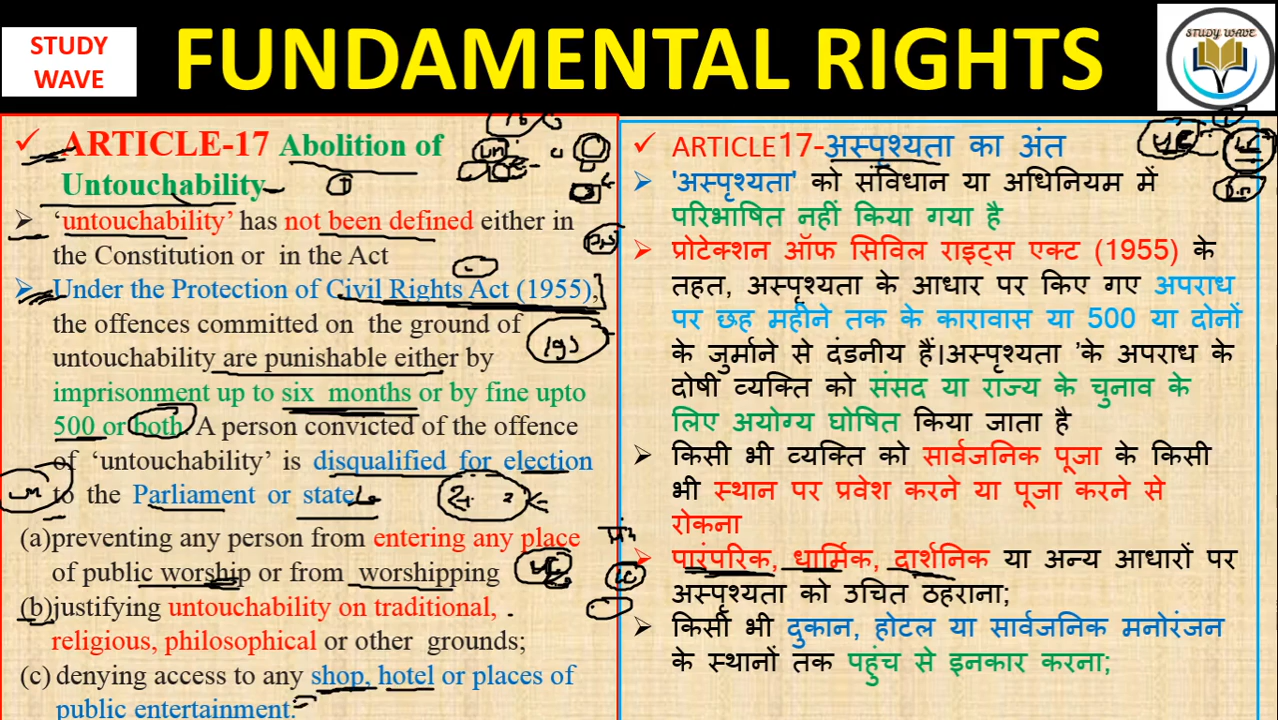 STUDY
WAVE
FUNDAMENTAL RIGHTS
STUDY WAVE
ARTICLE-17 Abolition of
Untouchability
‘untouchability’ has not been defined either in
the Constitution or in the Act
Under the Protection of Civil Rights Act (1955),
the offences committed on the ground of
untouchability are punishable either by
imprisonment up to six months or by fine upto
500 or both. A person convicted of the offence
of ‘untouchability’ is disqualified for election
to the Parliament or state
(a)preventing any person from entering any place
of public worship or from worshipping
(b)justifying untouchability on traditional,
religious, philosophical or other grounds;
(c) denying access to any shop, hotel or places of
public entertainment.
ARTICLE17-अस्पृश्यता का अंत
'अस्पृश्यता' को संविधान या अधिनियम में
परिभाषित नहीं किया गया है
प्रोटेक्शन ऑफ सिविल राइट्स एक्ट (1955) के
तहत, अस्पृश्यता के आधार पर किए गए अपराध
पर छह महीने तक के कारावास या 500 या दोनों
के जुर्माने से दंडनीय हैं।अस्पृश्यता 'के अपराध के
दोषी व्यक्ति को संसद या राज्य के चुनाव के
लिए अयोग्य घोषित किया जाता है
किसी भी व्यक्ति को सार्वजनिक पूजा के किसी
भी स्थान पर प्रवेश करने या पूजा करने से
रोकना
पारंपरिक, धार्मिक, दार्शनिक या अन्य आधारों पर
अस्पृश्यता को उचित ठहराना;
किसी भी दुकान, होटल या सार्वजनिक मनोरंजन
के स्थानों तक पहुंच से इनकार करना;